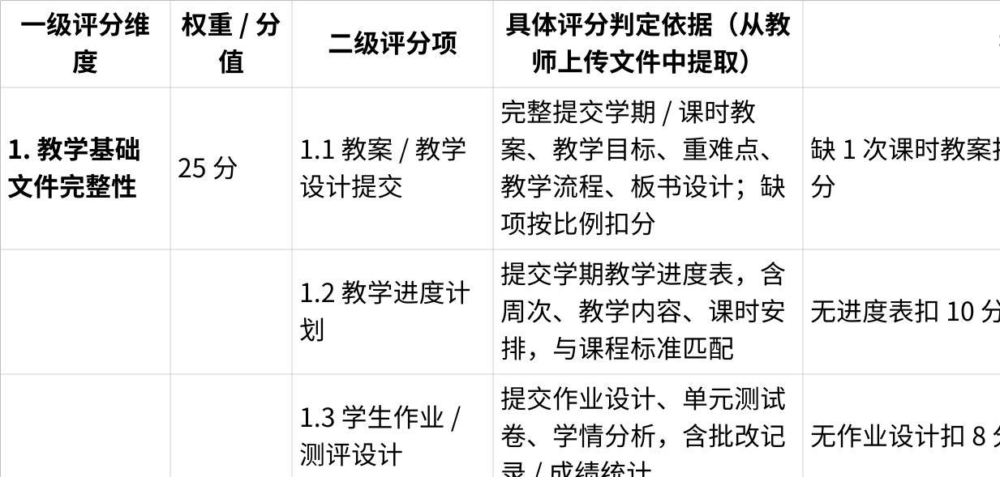 一级评分维
度
权重 / 分
值
二级评分项
具体评分判定依据（从教
师上传文件中提取）
1. 教学基础
文件完整性
25 分
1.1 教案 / 教学
设计提交
完整提交学期 / 课时教
案、教学目标、重难点、
教学流程、板书设计；缺
项按比例扣分
缺 1 次课时教案
分
1.2 教学进度计
划
提交学期教学进度表，含
周次、教学内容、课时安
排，与课程标准匹配
无进度表扣 10 分
1.3 学生作业 /
测评设计
提交作业设计、单元测试
卷、学情分析，含批改记
录 / 成绩统计
无作业设计扣 8 分